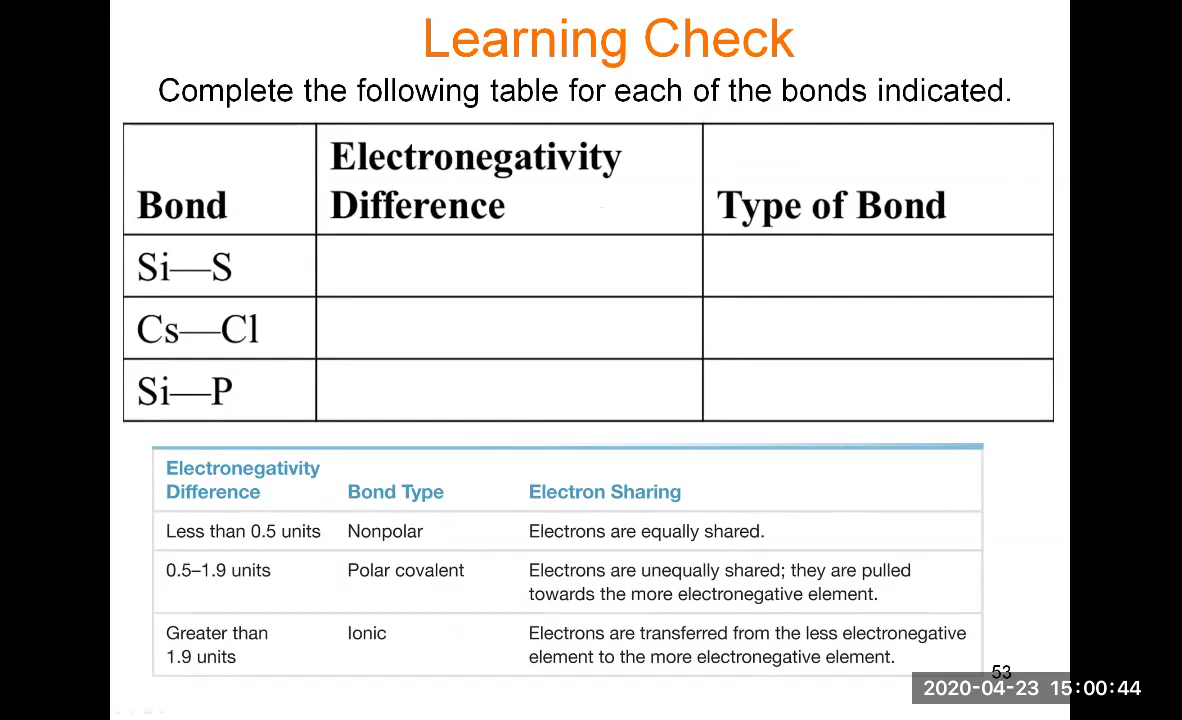 Learning Check
Complete the following table for each of the bonds indicated.
Electronegativity
Bond Difference Type of Bond
Si—S
Cs—Cl
Si—P
Electronegativity
Difference Bond Type Electron Sharing
Less than 0.5 units Nonpolar Electrons are equally shared.
0.5–1.9 units Polar covalent Electrons are unequally shared; they are pulled
towards the more electronegative element.
Greater than Ionic Electrons are transferred from the less electronegative
1.9 units element to the more electronegative element.
53
2020-04-23 15:00:44